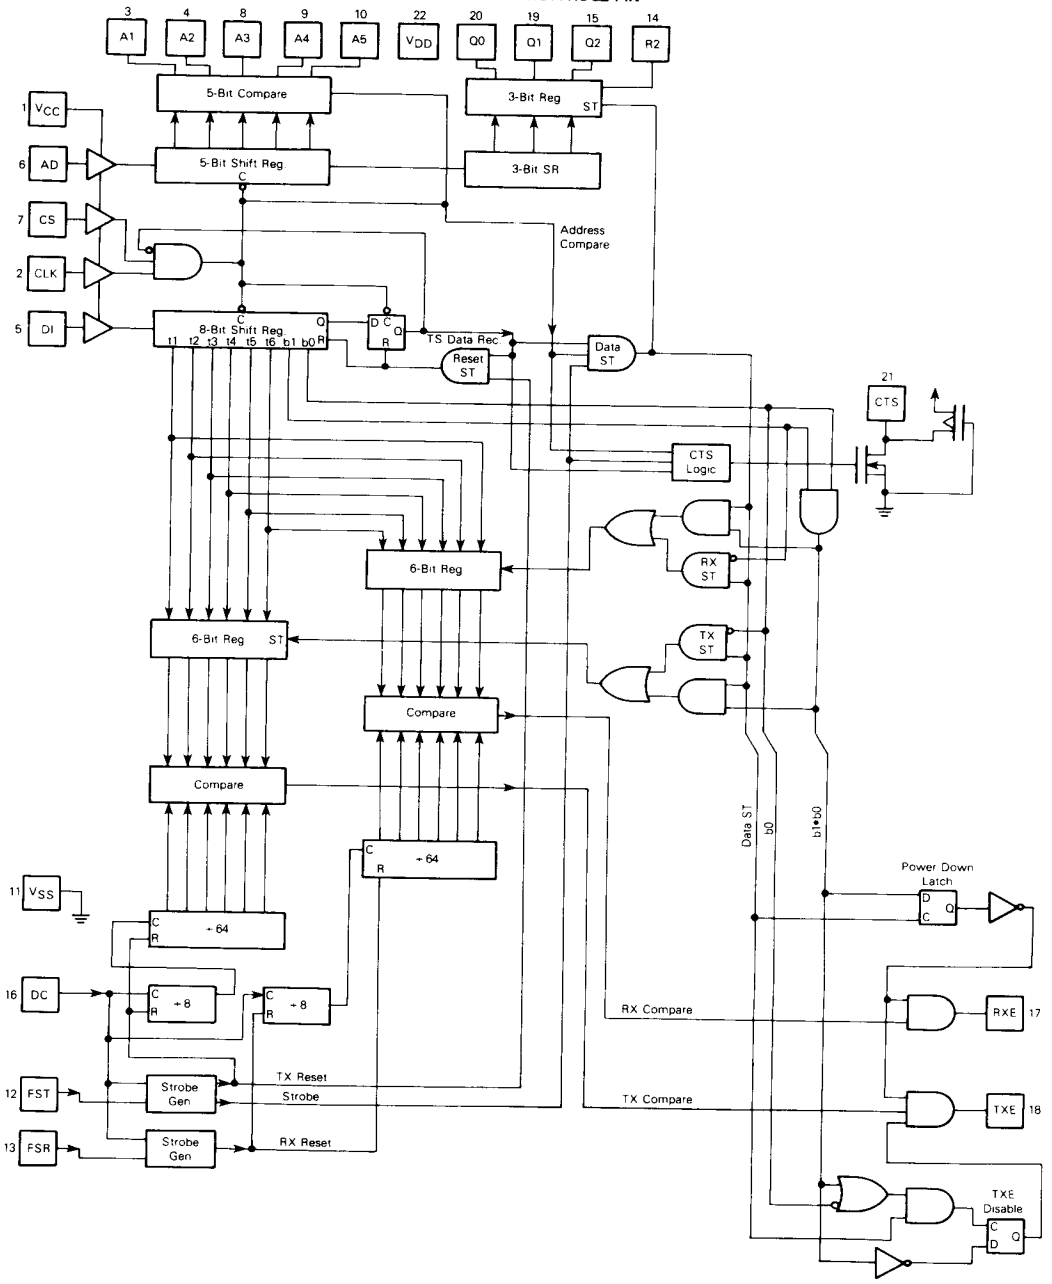 3 4 8 9 10 22 20 19 15 14
A1 A2 A3 A4 A5 VDD Q0 Q1 Q2 R2
5-Bit Compare
3-Bit Reg
ST
1 VCC
6 AD
5-Bit Shift Reg.
C
3-Bit SR
7 CS
Address
Compare
2 CLK
5 DI
C
8-Bit Shift Reg.
Q
R
t1 t2 t3 t4 t5 t6 b1 b0
D C Q
R
TS Data Rec.
Reset
ST
Data
ST
21
CTS
CTS
Logic
6-Bit Reg
RX
ST
6-Bit Reg ST
TX
ST
Compare
Compare
Data ST
b0
b1•b0
C
R
÷ 64
Power Down
Latch
D
Q
C
11 VSS
C
R
÷ 64
16 DC
C
R
÷ 8
C
R
÷ 8
RX Compare
RXE 17
12 FST
Strobe
Gen
TX Reset
Strobe
TX Compare
TXE 18
13 FSR
Strobe
Gen
RX Reset
TXE
Disable
C
D
Q